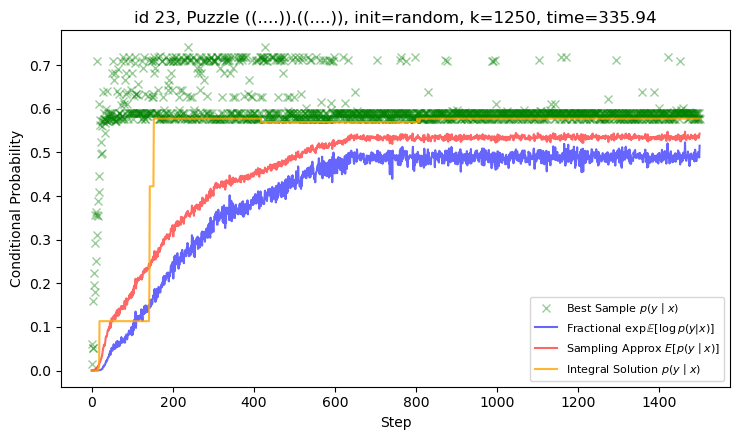 id 23, Puzzle ((....)).((....)), init=random, k=1250, time=335.94
Conditional Probability
0.7
0.6
0.5
0.4
0.3
0.2
0.1
0.0
Best Sample p(y | x)
Fractional exp 𝔼[log p(y|x)]
Sampling Approx E[p(y | x)]
Integral Solution p(y | x)
0 200 400 600 800 1000 1200 1400
Step